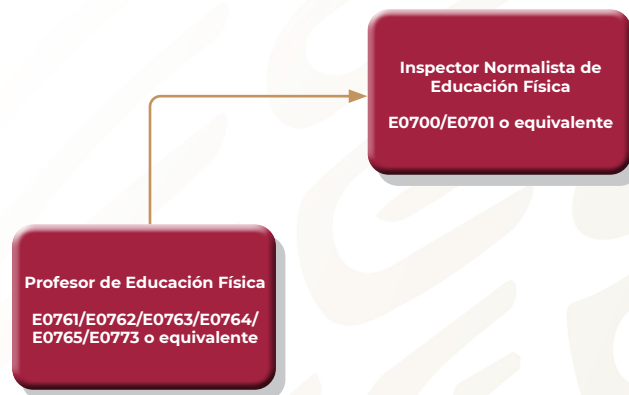 Inspector Normalista de
Educación Física
E0700/E0701 o equivalente
Profesor de Educación Física
E0761/E0762/E0763/E0764/
E0765/E0773 o equivalente